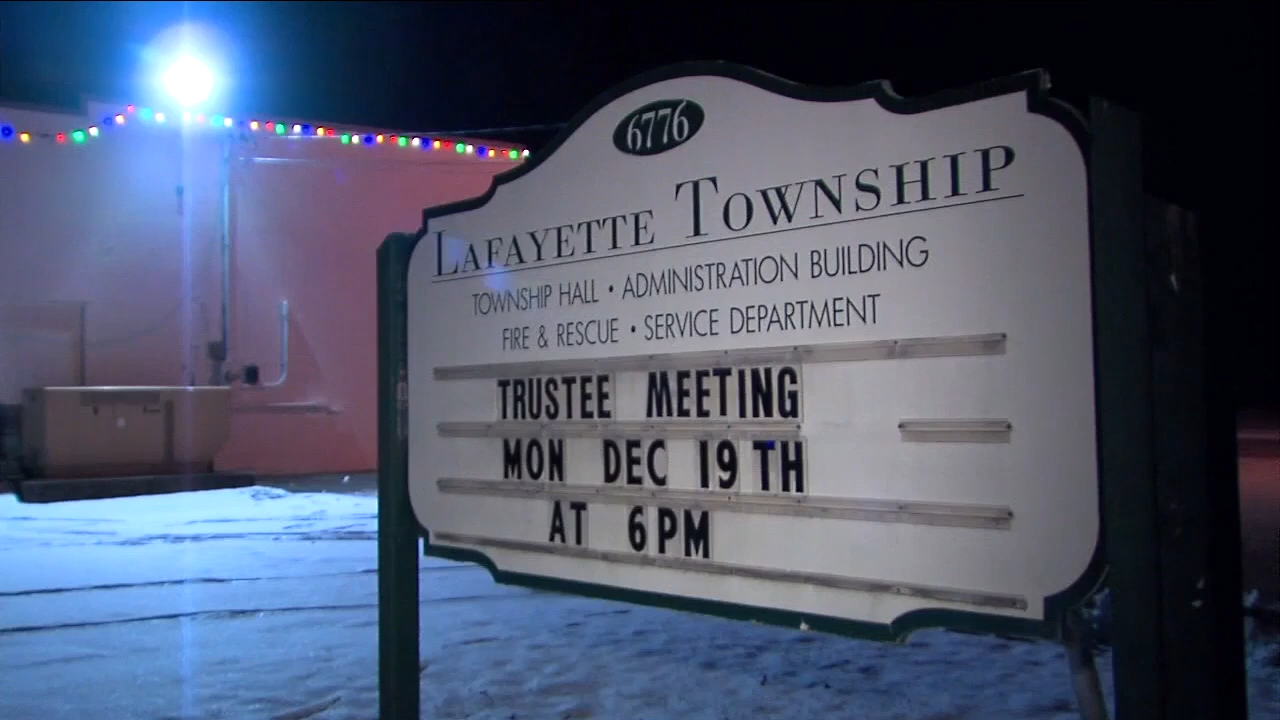 6776
LAFAYETTE TOWNSHIP
TOWNSHIP HALL • ADMINISTRATION BUILDING
FIRE & RESCUE • SERVICE DEPARTMENT
TRUSTEE MEETING
MON DEC 19TH
AT 6PM